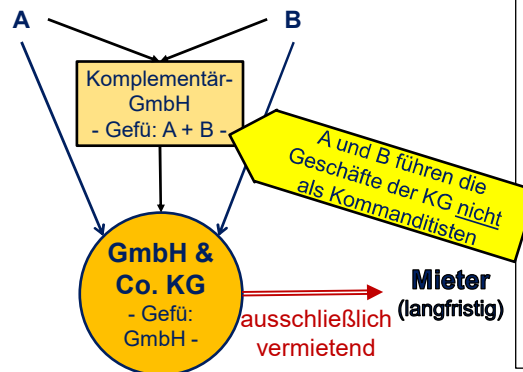 A
B
Komplementär-
GmbH
- Gefü: A + B -
A und B führen die
Geschäfte der KG nicht
als Kommanditisten
GmbH &
Co. KG
- Gefü:
GmbH -
ausschließlich
vermietend
Mieter
(langfristig)